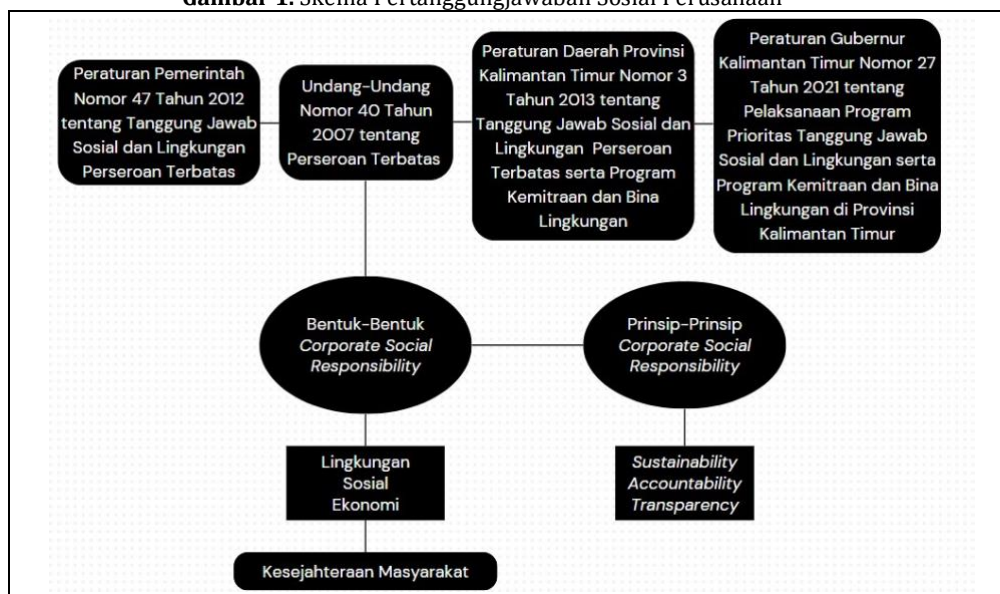 Gambar 1. Skema Pertanggungjawaban Sosial Perusahaan
Peraturan Pemerintah
Nomor 47 Tahun 2012
tentang Tanggung Jawab
Sosial dan Lingkungan
Perseroan Terbatas
Undang-Undang
Nomor 40 Tahun
2007 tentang
Perseroan Terbatas
Peraturan Daerah Provinsi
Kalimantan Timur Nomor 3
Tahun 2013 tentang
Tanggung Jawab Sosial dan
Lingkungan Perseroan
Terbatas serta Program
Kemitraan dan Bina
Lingkungan
Peraturan Gubernur
Kalimantan Timur Nomor 27
Tahun 2021 tentang
Pelaksanaan Program
Prioritas Tanggung Jawab
Sosial dan Lingkungan serta
Program Kemitraan dan Bina
Lingkungan di Provinsi
Kalimantan Timur
Bentuk-Bentuk
Corporate Social
Responsibility
Prinsip-Prinsip
Corporate Social
Responsibility
Lingkungan
Sosial
Ekonomi
Sustainability
Accountability
Transparency
Kesejahteraan Masyarakat